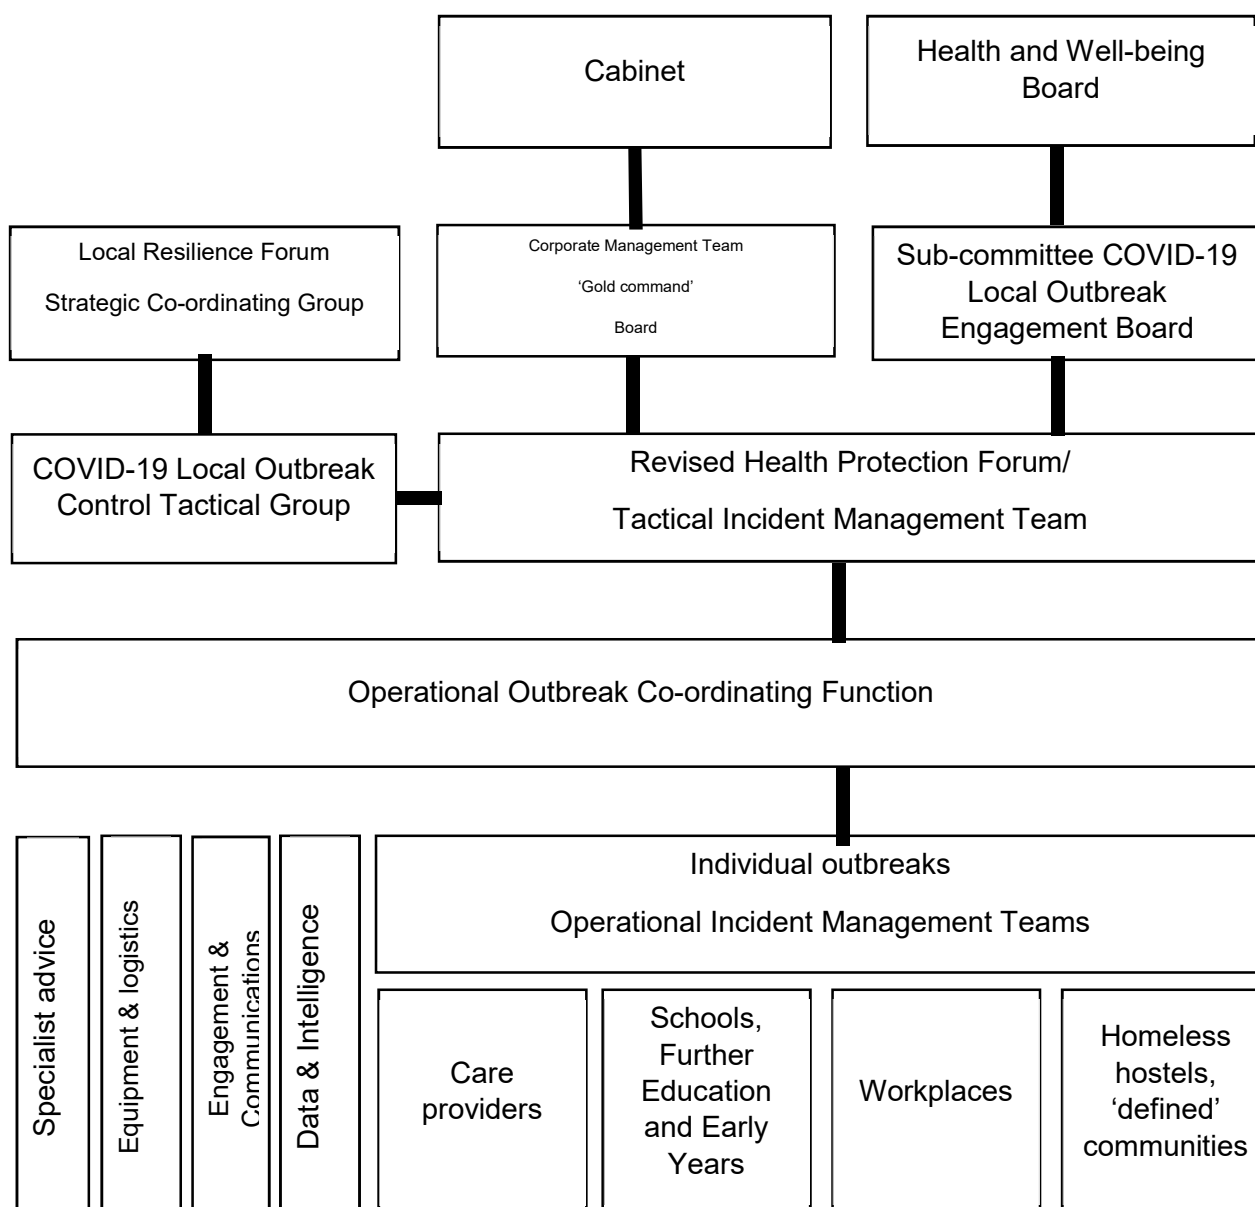 Cabinet
Health and Well-being
Board
Local Resilience Forum
Strategic Co-ordinating Group
Corporate Management Team
‘Gold command’
Board
Sub-committee COVID-19
Local Outbreak
Engagement Board
COVID-19 Local Outbreak
Control Tactical Group
Revised Health Protection Forum/
Tactical Incident Management Team
Operational Outbreak Co-ordinating Function
Specialist advice
Equipment & logistics
Engagement &
Communications
Data & Intelligence
Individual outbreaks
Operational Incident Management Teams
Care
providers
Schools,
Further
Education
and Early
Years
Workplaces
Homeless
hostels,
‘defined’
communities